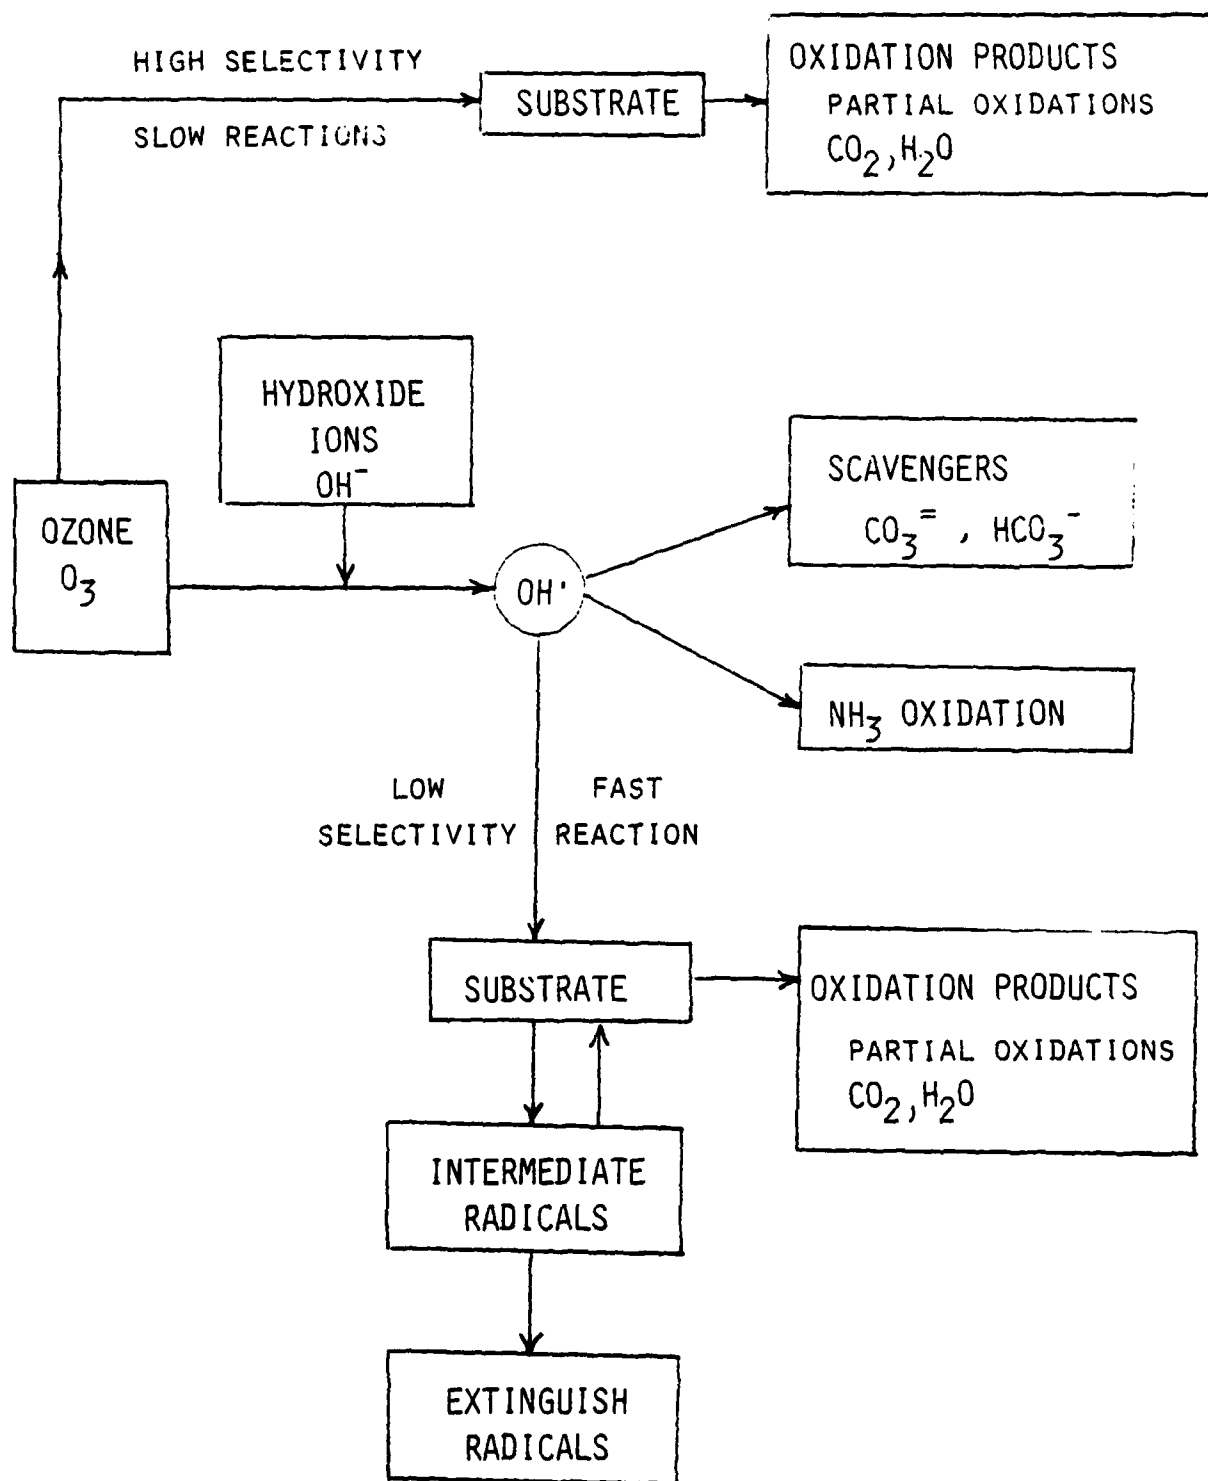 HIGH SELECTIVITY
SLOW REACTIONS
SUBSTRATE
OXIDATION PRODUCTS
PARTIAL OXIDATIONS
CO₂, H₂O
HYDROXIDE
IONS
OH⁻
OZONE
O₃
OH·
SCAVENGERS
CO₃⁼ , HCO₃⁻
NH₃ OXIDATION
LOW
SELECTIVITY
FAST
REACTION
SUBSTRATE
OXIDATION PRODUCTS
PARTIAL OXIDATIONS
CO₂, H₂O
INTERMEDIATE
RADICALS
EXTINGUISH
RADICALS